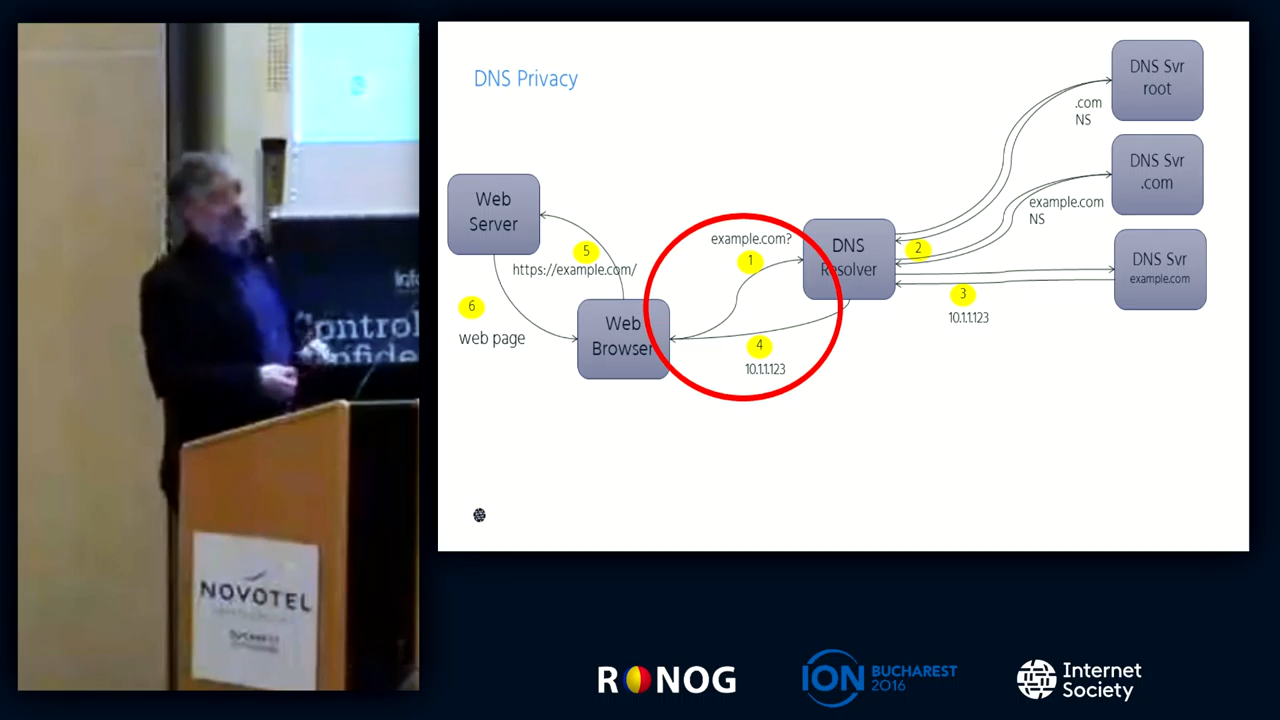 DNS Privacy
DNS Svr
root
.com
NS
DNS Svr
.com
example.com
NS
DNS Svr
example.com
Web
Server
5
https://example.com/
6
web page
Web
Browser
example.com?
1
DNS
Resolver
2
3
10.1.1.123
4
10.1.1.123
NOVOTEL
BUCHAREST
RONOG
ION
BUCHAREST
2016
Internet
Society